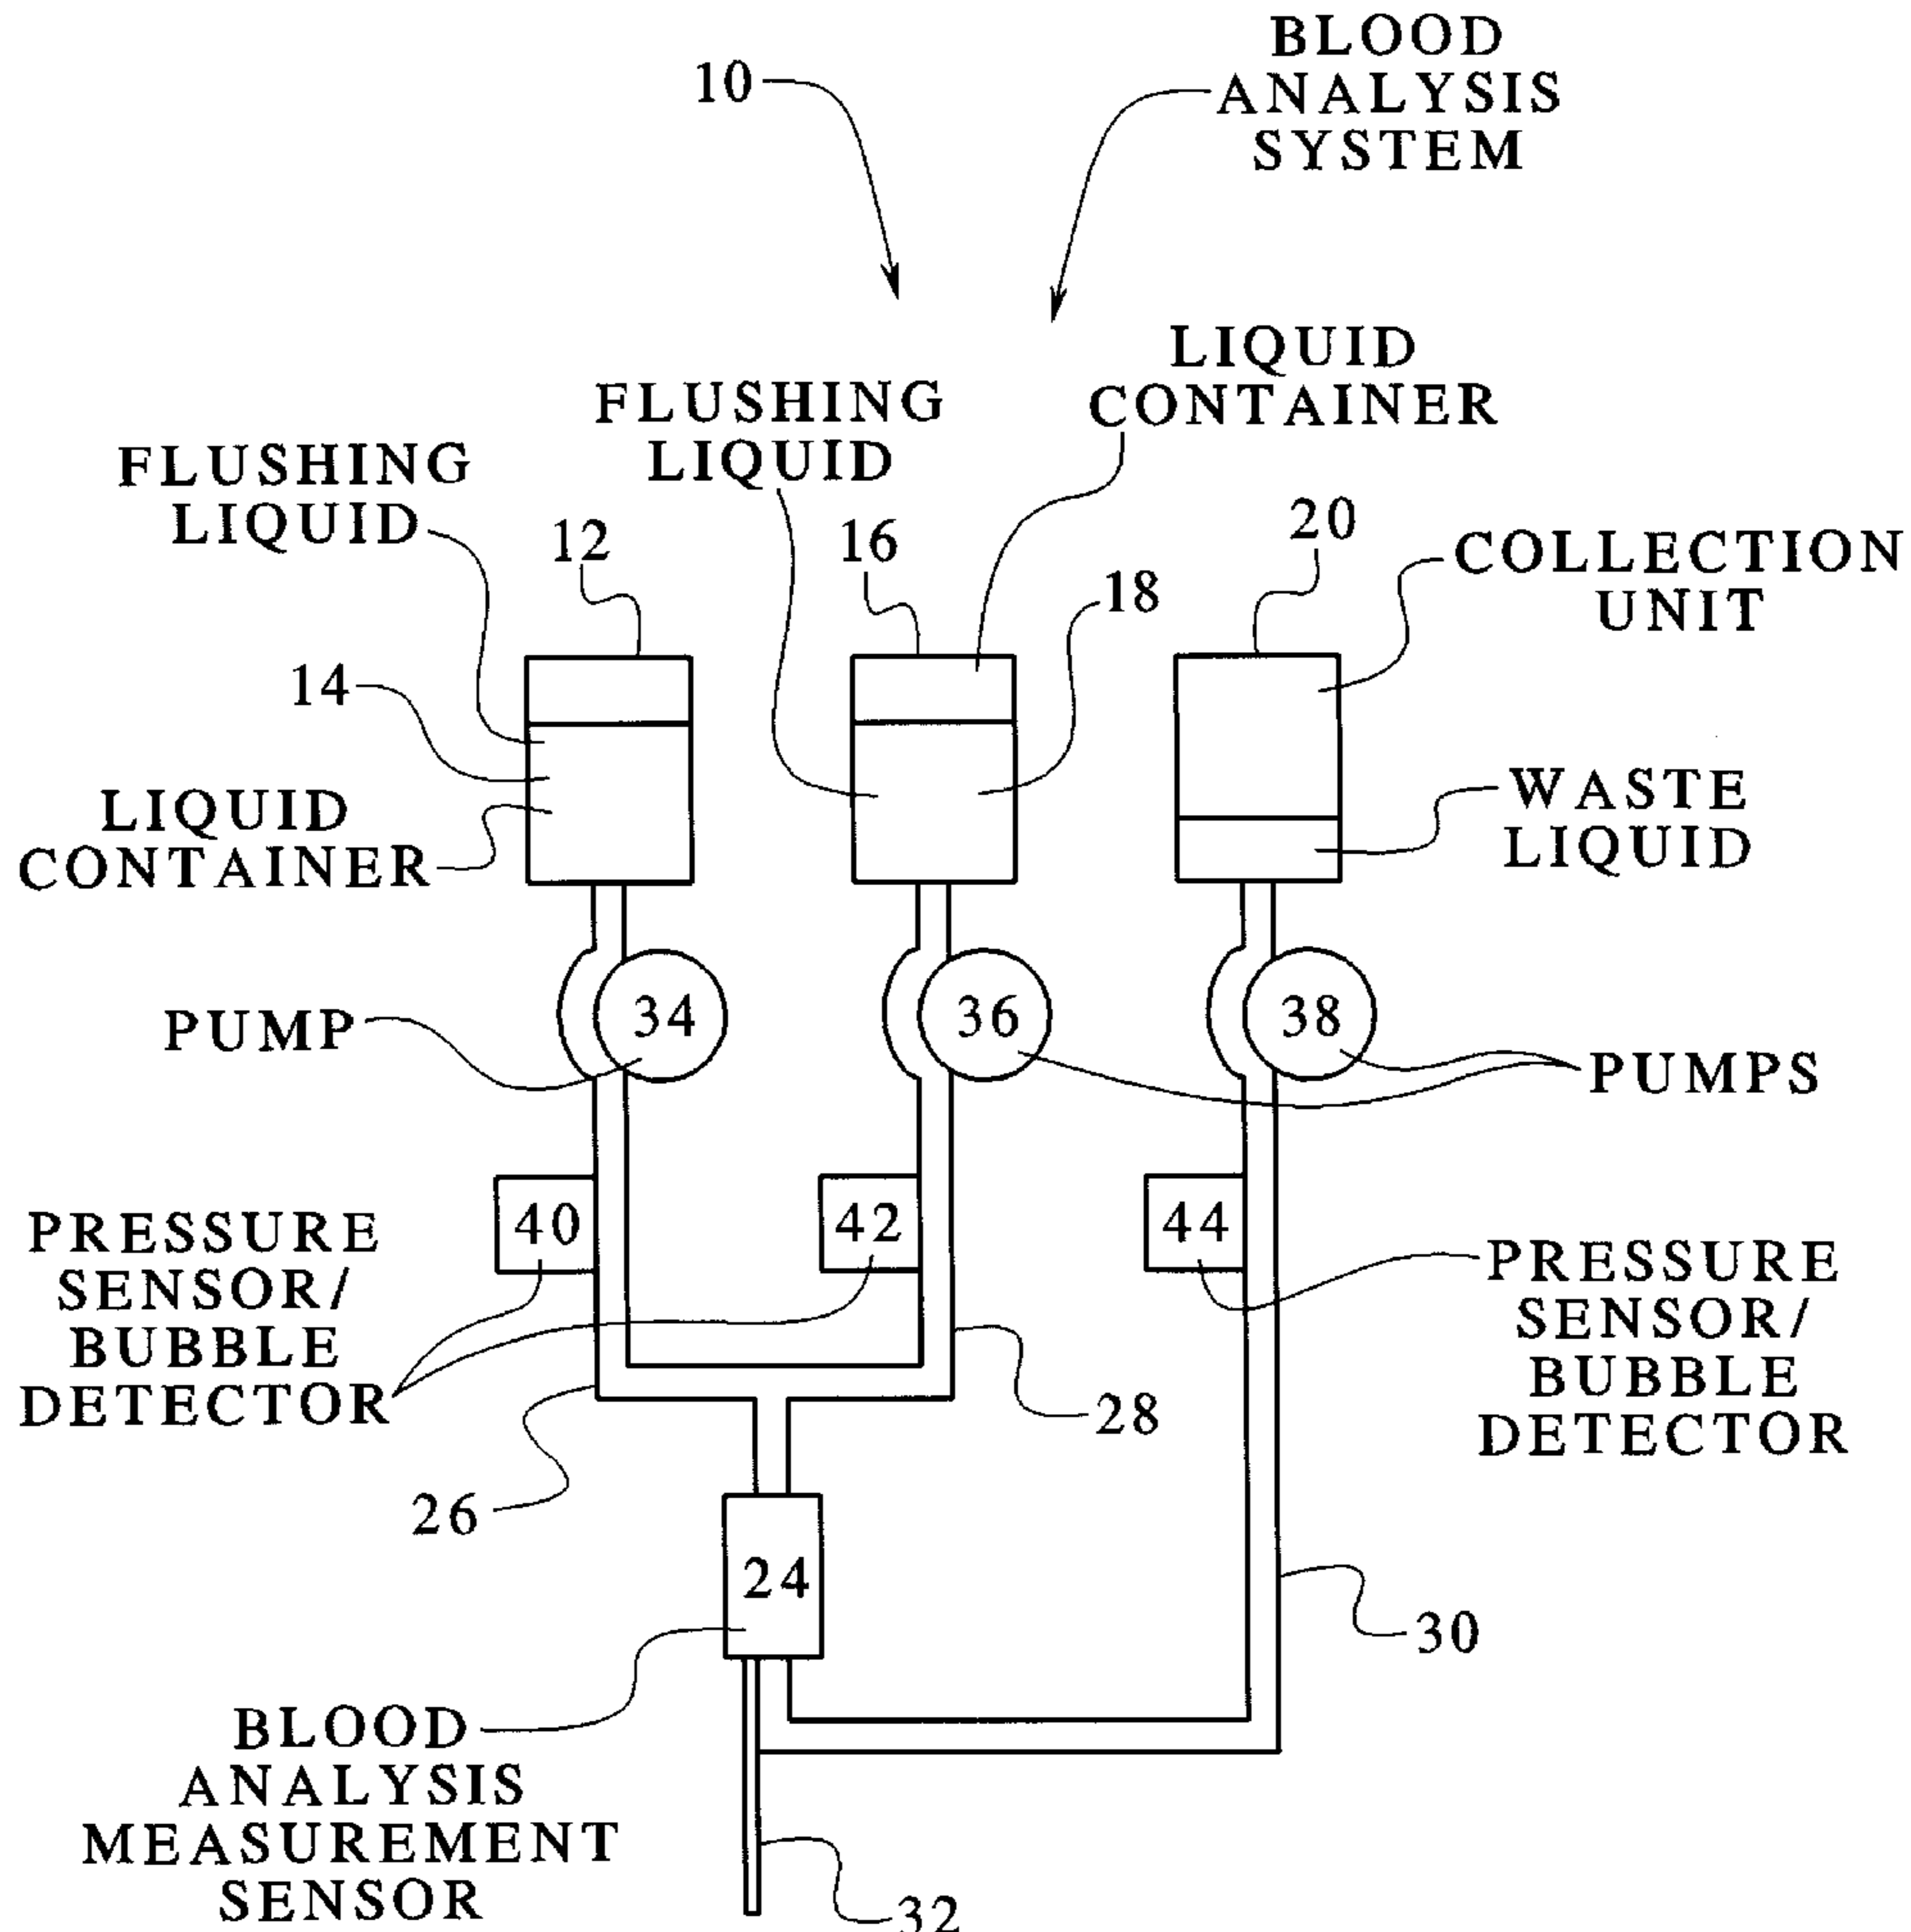 10
BLOOD
ANALYSIS
SYSTEM
LIQUID
CONTAINER
FLUSHING
LIQUID
FLUSHING
LIQUID
12
16
20
18
COLLECTION
UNIT
14
LIQUID
CONTAINER
WASTE
LIQUID
34
36
38
PUMP
PUMPS
40
42
44
PRESSURE
SENSOR/
BUBBLE
DETECTOR
PRESSURE
SENSOR/
BUBBLE
DETECTOR
28
26
24
30
BLOOD
ANALYSIS
MEASUREMENT
SENSOR
32